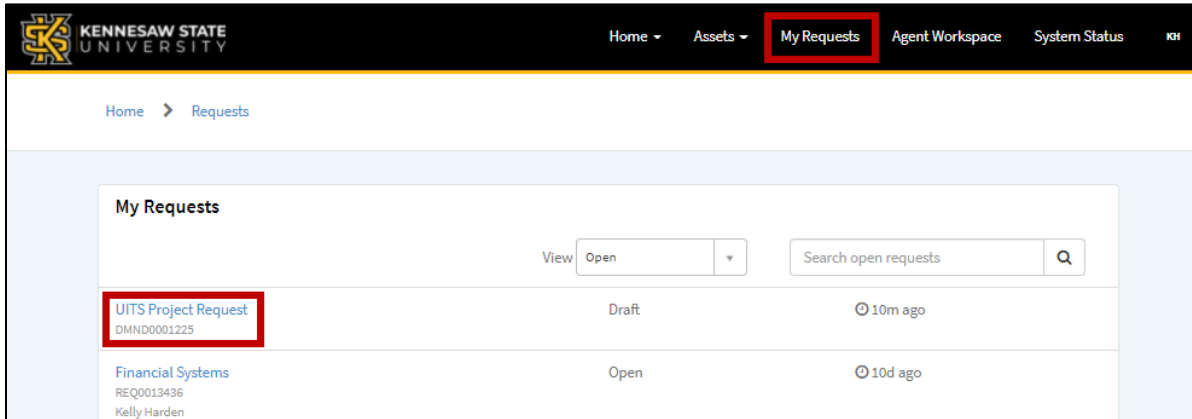 KENNESAW STATE
UNIVERSITY
Home Assets My Requests Agent Workspace System Status KH
Home Requests
My Requests
View Open Search open requests
UITS Project Request Draft 10m ago
DMND0001225
Financial Systems Open 10d ago
REQ0013436
Kelly Harden